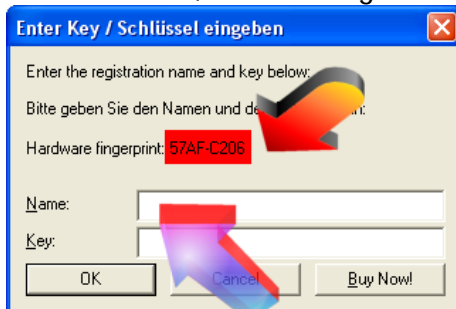 Enter Key / Schlüssel eingeben
Enter the registration name and key below:
Bitte geben Sie den Namen und de
Hardware fingerprint: 57AF-C206
Name:
Key:
OK Cancel Buy Now!